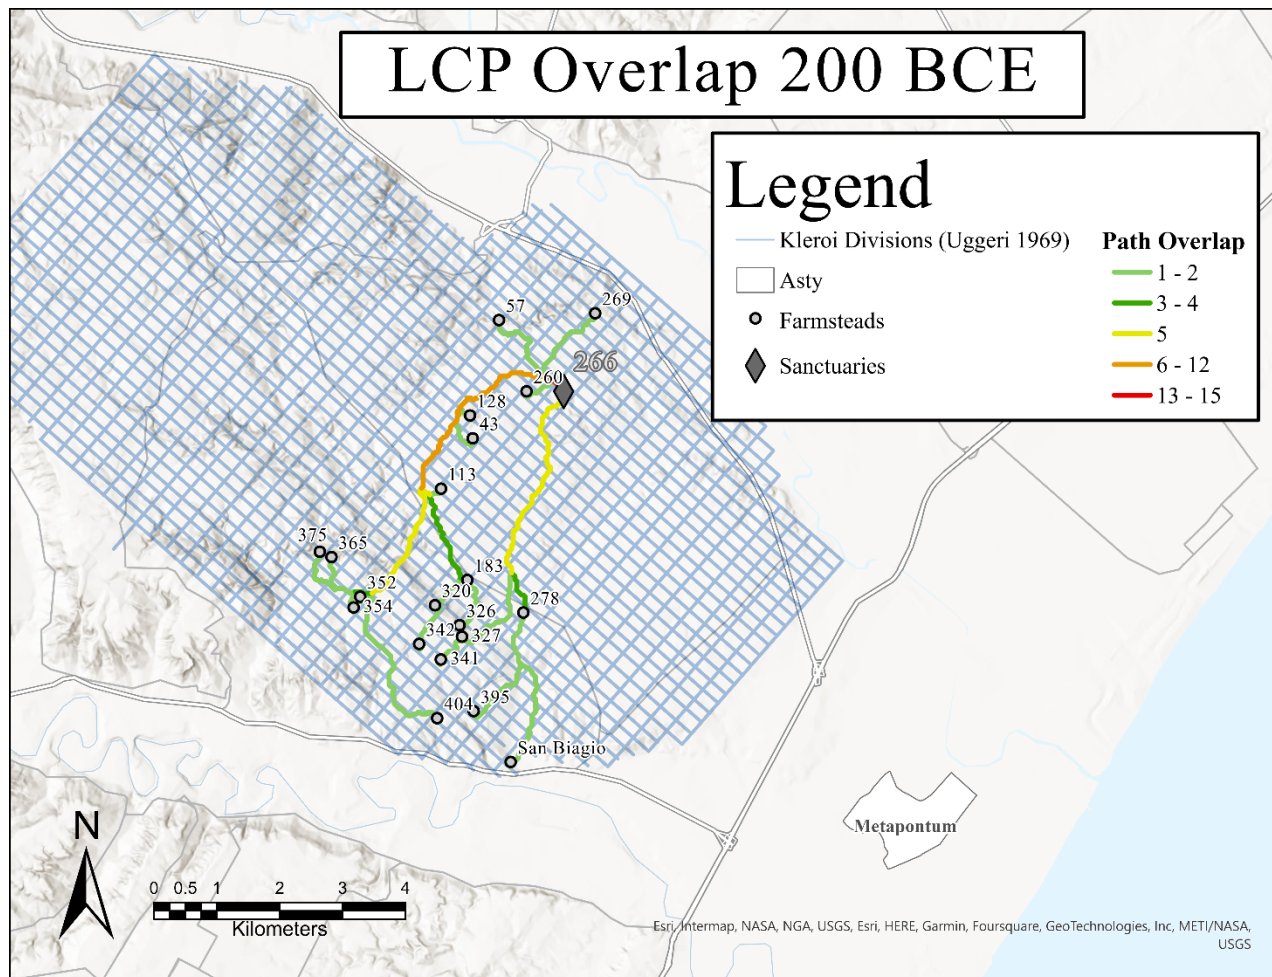 LCP Overlap 200 BCE
Legend
Kleroi Divisions (Uggeri 1969)
Asty
Farmsteads
Sanctuaries
Path Overlap
1 - 2
3 - 4
5
6 - 12
13 - 15
57
269
266
260
128
43
113
375
365
352
354
183
320
326
278
342
327
341
395
404
San Biagio
Metapontum
N
0 0.5 1 2 3 4
Kilometers
Esri, Intermap, NASA, NGA, USGS, Esri, HERE, Garmin, Foursquare, GeoTechnologies, Inc, METI/NASA,
USGS